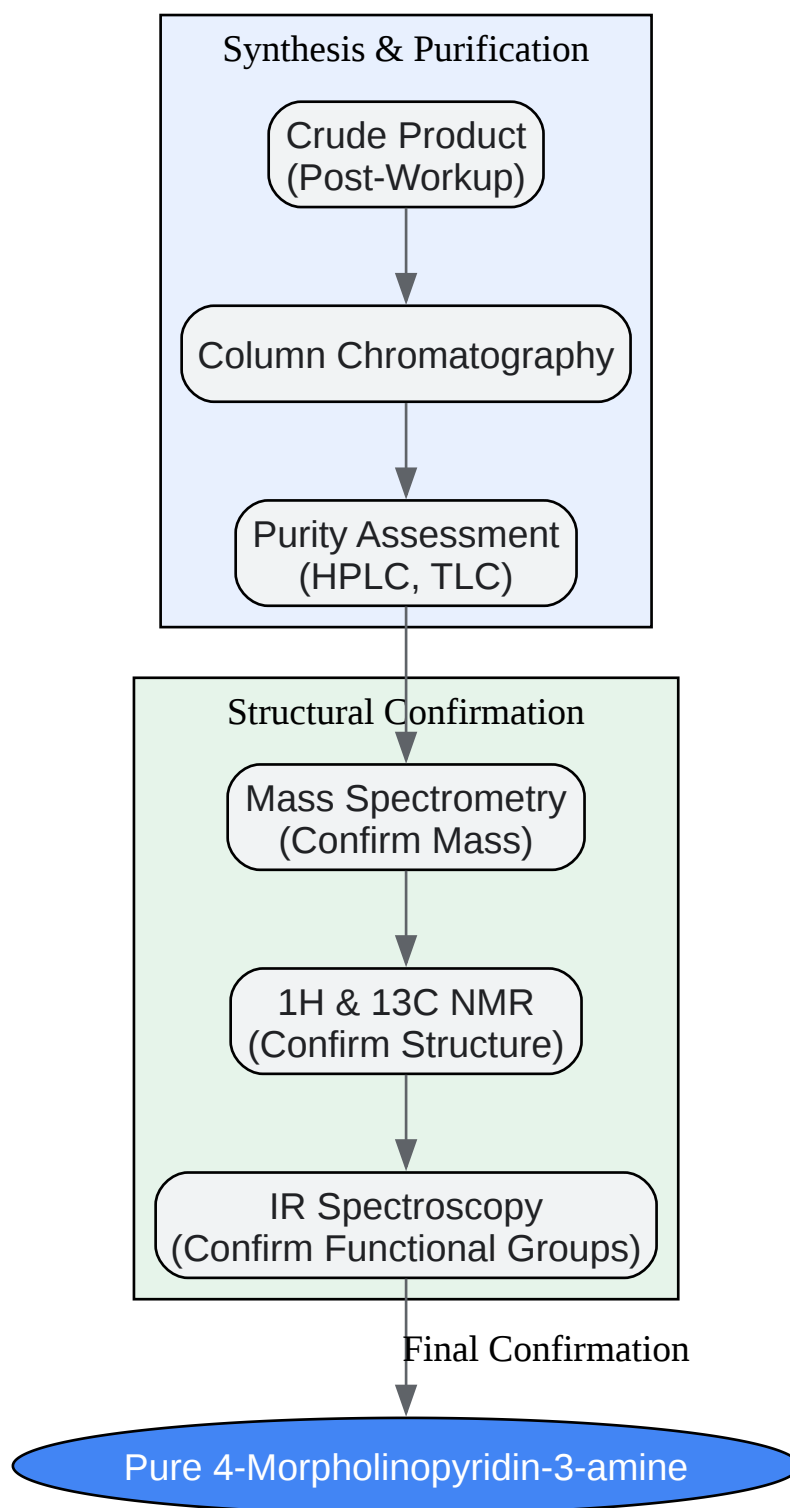 Synthesis & Purification
Crude Product
(Post-Workup)
Column Chromatography
Purity Assessment
(HPLC, TLC)
Structural Confirmation
Mass Spectrometry
(Confirm Mass)
1H & 13C NMR
(Confirm Structure)
IR Spectroscopy
(Confirm Functional Groups)
Final Confirmation
Pure 4-Morpholinopyridin-3-amine